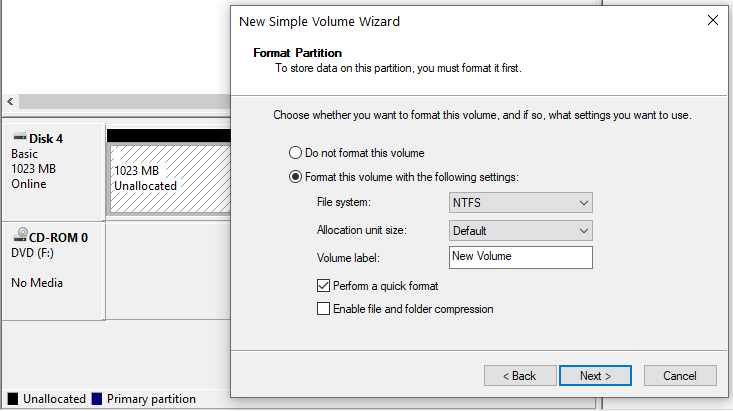 New Simple Volume Wizard
Format Partition
To store data on this partition, you must format it first.
Choose whether you want to format this volume, and if so, what settings you want to use.
Do not format this volume
Format this volume with the following settings:
File system:
NTFS
Allocation unit size:
Default
Volume label:
New Volume
Perform a quick format
Enable file and folder compression
< Back
Next >
Cancel
Disk 4
Basic
1023 MB
Online
1023 MB
Unallocated
CD-ROM 0
DVD (F:)
No Media
Unallocated
Primary partition